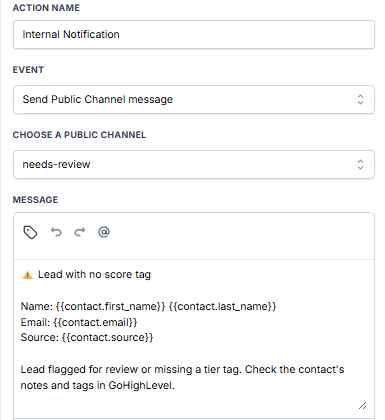 ACTION NAME
Internal Notification
EVENT
Send Public Channel message
CHOOSE A PUBLIC CHANNEL
needs-review
MESSAGE
@
⚠️ Lead with no score tag
Name: {{contact.first_name}} {{contact.last_name}}
Email: {{contact.email}}
Source: {{contact.source}}
Lead flagged for review or missing a tier tag. Check the contact's
notes and tags in GoHighLevel.